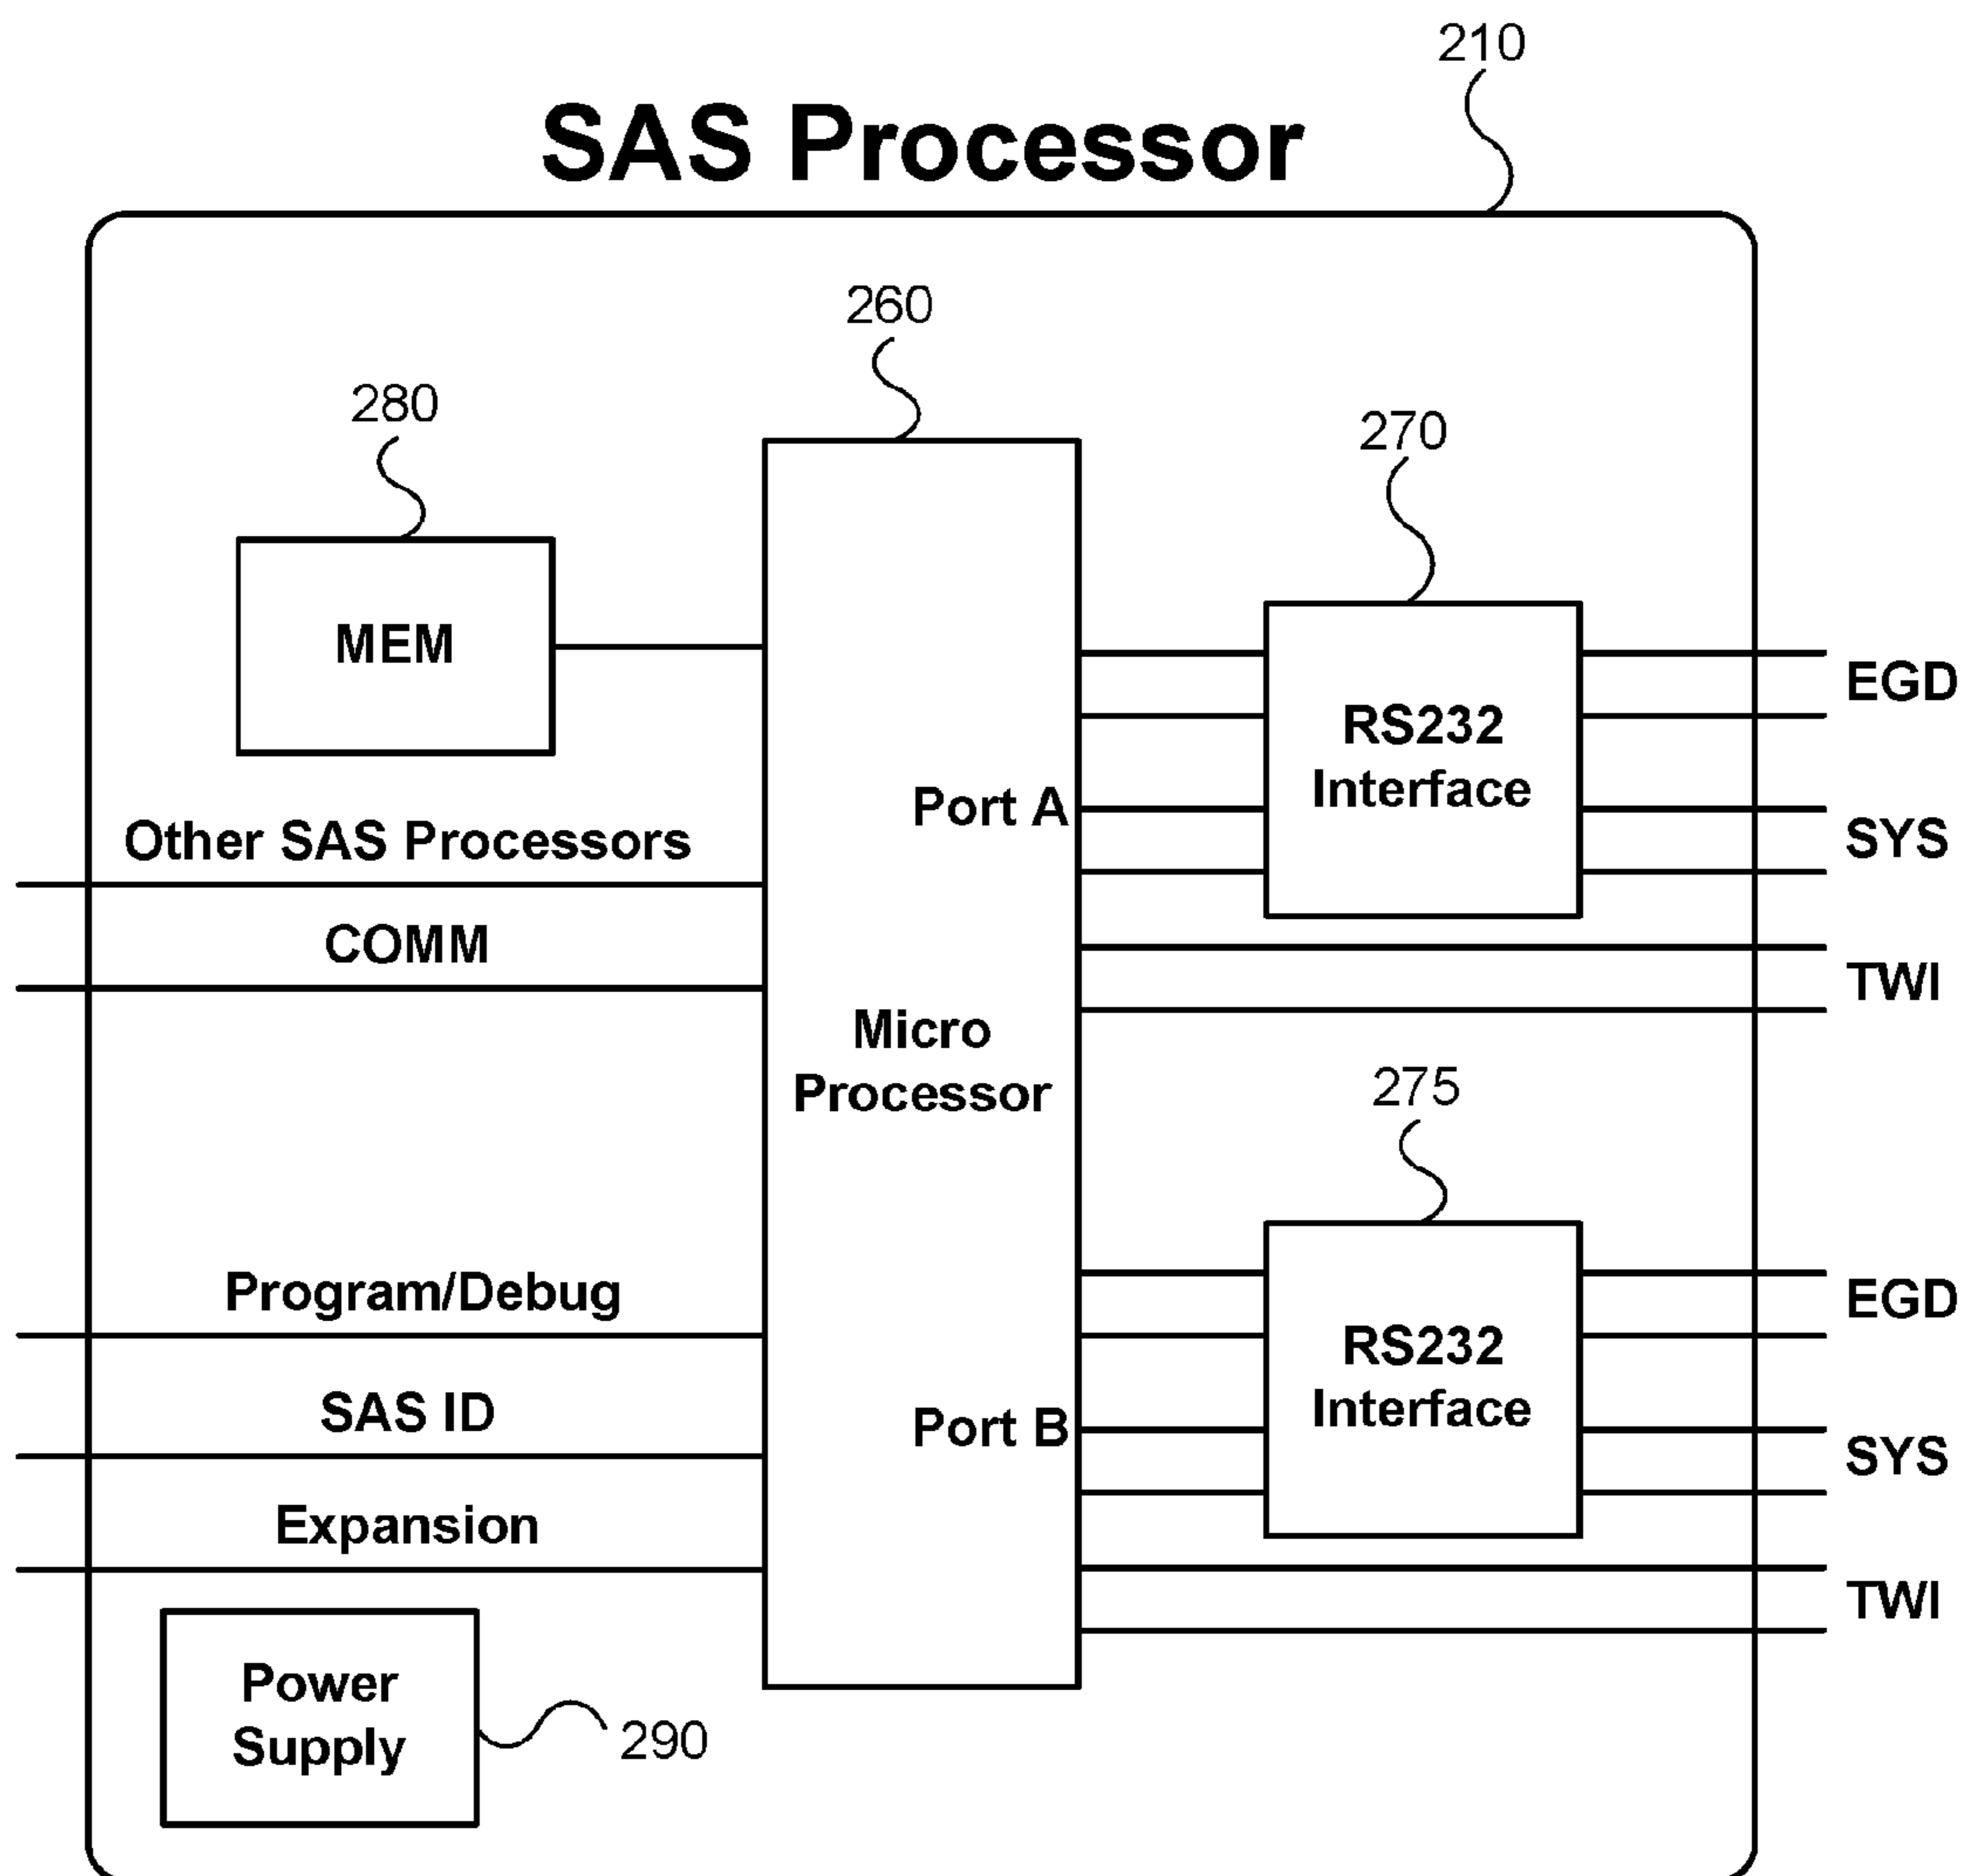 210
SAS Processor
260
280
270
MEM
EGD
RS232
Interface
Port A
Other SAS Processors
SYS
COMM
TWI
Micro
Processor
275
Program/Debug
EGD
RS232
Interface
SAS ID
Port B
SYS
Expansion
TWI
Power
Supply
290